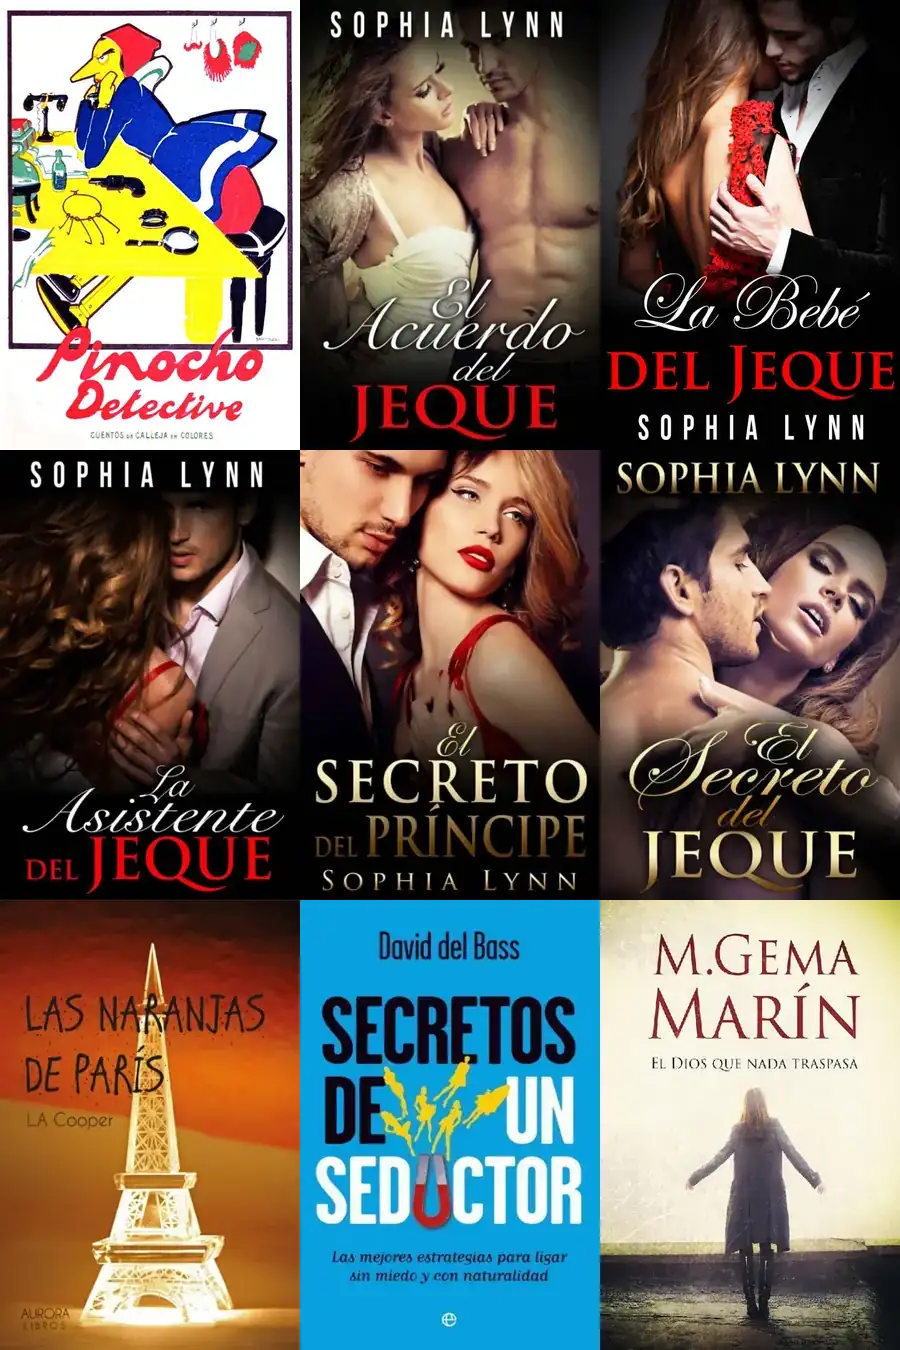 Pinocho
Detective
CUENTOS DE CALLEJA EN COLORES
SOPHIA LYNN
El
Acuerdo
del
JEQUE
La Bebé
DEL JEQUE
SOPHIA LYNN
SOPHIA LYNN
La
Asistente
DEL JEQUE
El
SECRETO
DEL PRÍNCIPE
SOPHIA LYNN
SOPHIA LYNN
El
Secreto
del
JEQUE
LAS NARANJAS
DE PARÍS
L.A Cooper
AURORA
LIBROS
David del Bass
SECRETOS
DE UN
SEDUCTOR
Las mejores estrategias para ligar
sin miedo y con naturalidad
e
M. GEMA
MARÍN
EL DIOS QUE NADA TRASPASA